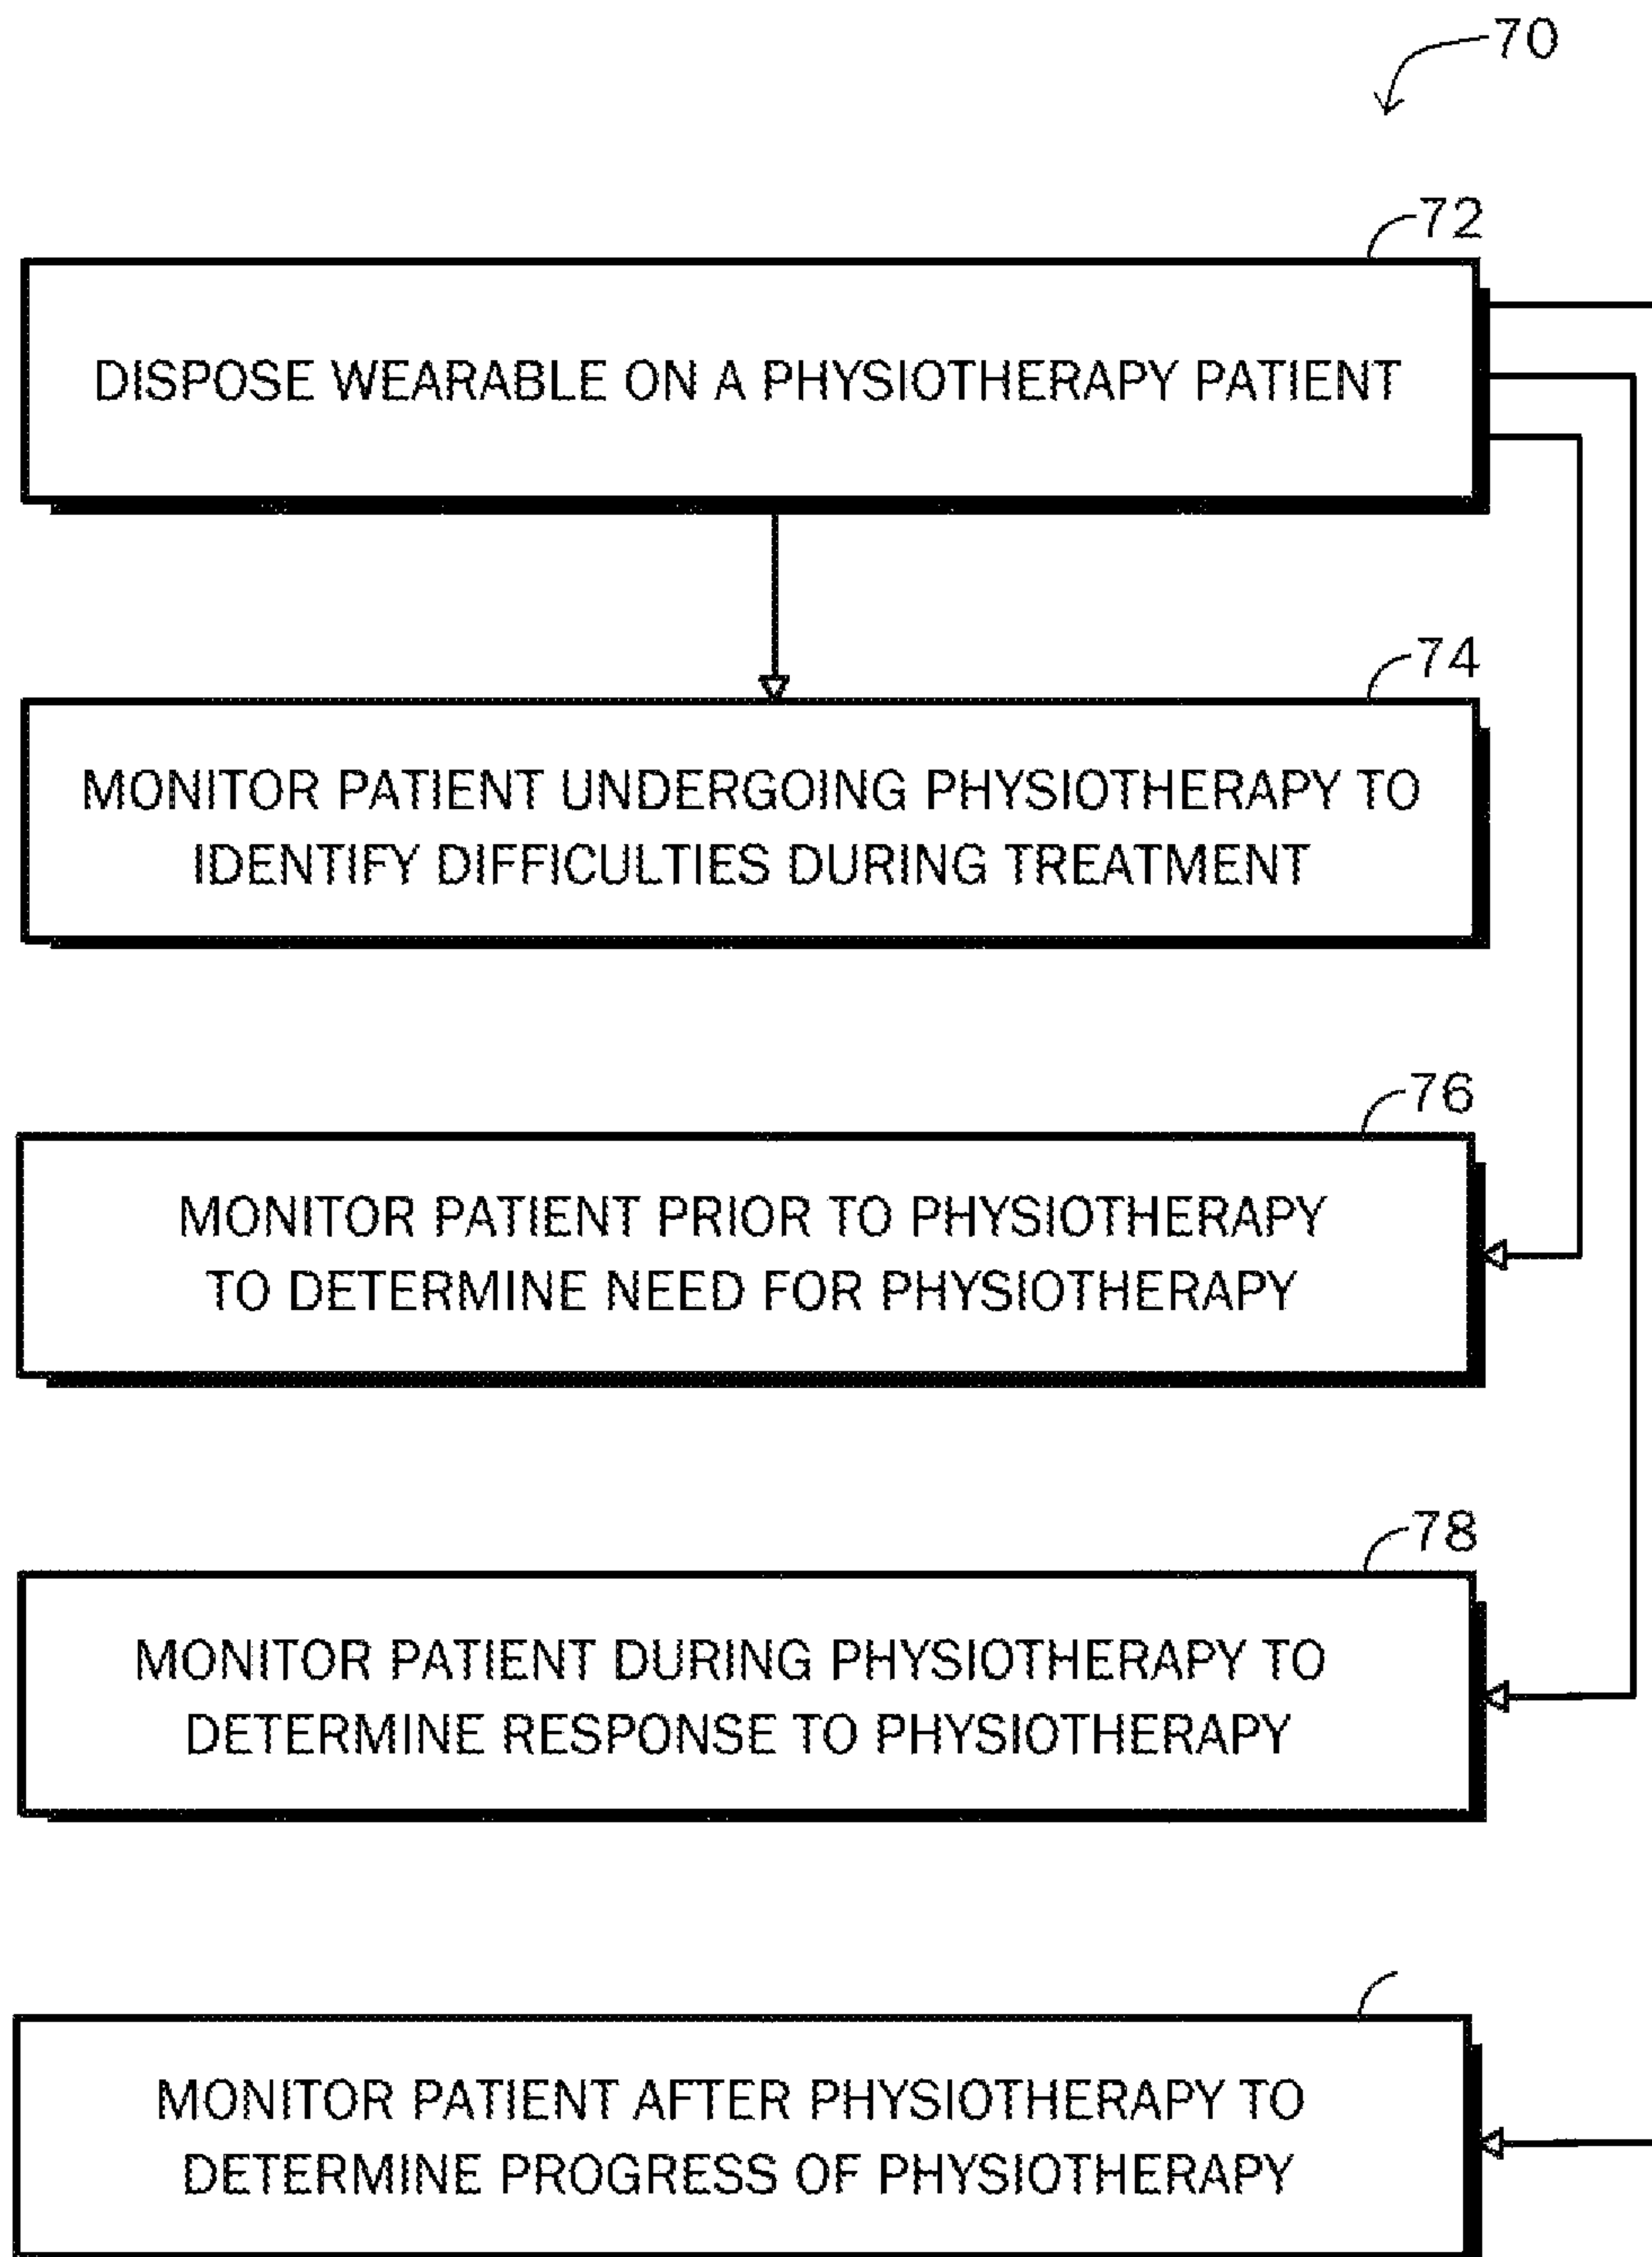 70
72
DISPOSE WEARABLE ON A PHYSIOTHERAPY PATIENT
74
MONITOR PATIENT UNDERGOING PHYSIOTHERAPY TO
IDENTIFY DIFFICULTIES DURING TREATMENT
76
MONITOR PATIENT PRIOR TO PHYSIOTHERAPY
TO DETERMINE NEED FOR PHYSIOTHERAPY
78
MONITOR PATIENT DURING PHYSIOTHERAPY TO
DETERMINE RESPONSE TO PHYSIOTHERAPY
MONITOR PATIENT AFTER PHYSIOTHERAPY TO
DETERMINE PROGRESS OF PHYSIOTHERAPY